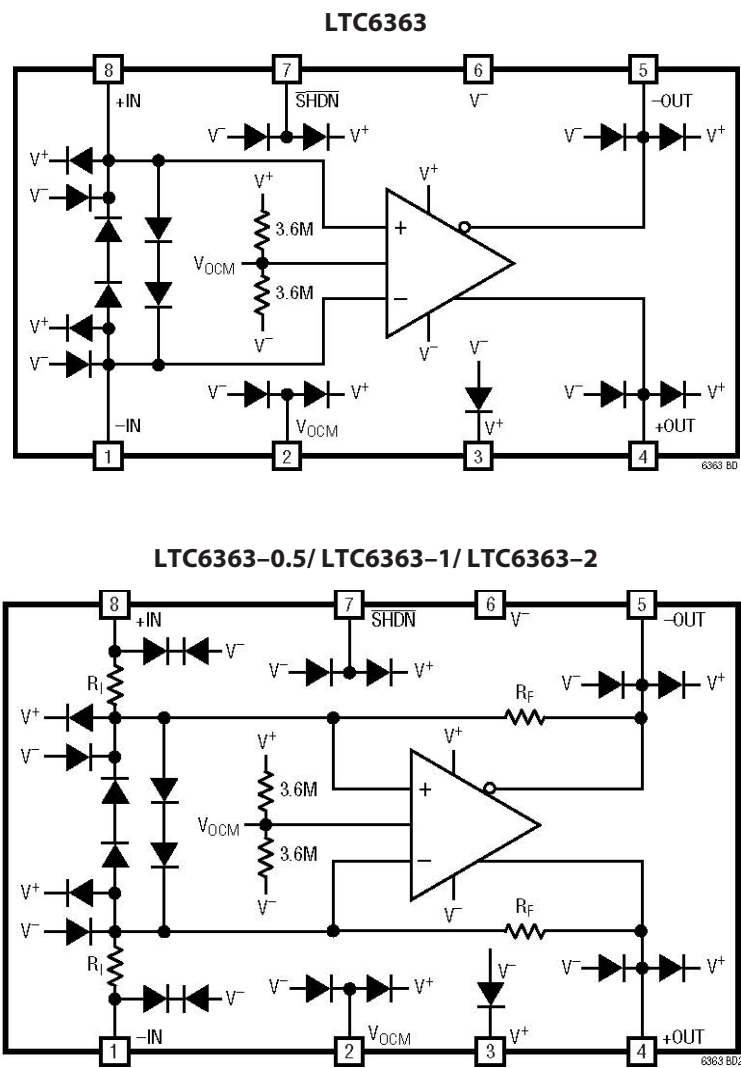 LTC6363
8 7 6 5
+IN SHDN V⁻ –OUT
V⁻ V⁺ V⁻ V⁺
V⁺ V⁺ V⁺
V⁻ 3.6M +
V_OCM
3.6M –
V⁺ V⁻ V⁻ V⁻
V⁻ V⁻ V⁺ V⁻ V⁺
–IN V_OCM V⁺ +OUT
1 2 3 4
6363 BD
LTC6363–0.5/ LTC6363–1/ LTC6363–2
8 7 6 5
+IN SHDN V⁻ –OUT
V⁻
R_I V⁻ V⁺ R_F V⁻ V⁺
V⁺
V⁻ V⁺ V⁺
3.6M +
V_OCM
3.6M –
V⁺ V⁻ V⁻
V⁻ R_F
R_I V⁻ V⁺ V⁻ V⁻ V⁺
V⁻
–IN V_OCM V⁺ +OUT
1 2 3 4
6363 BD2